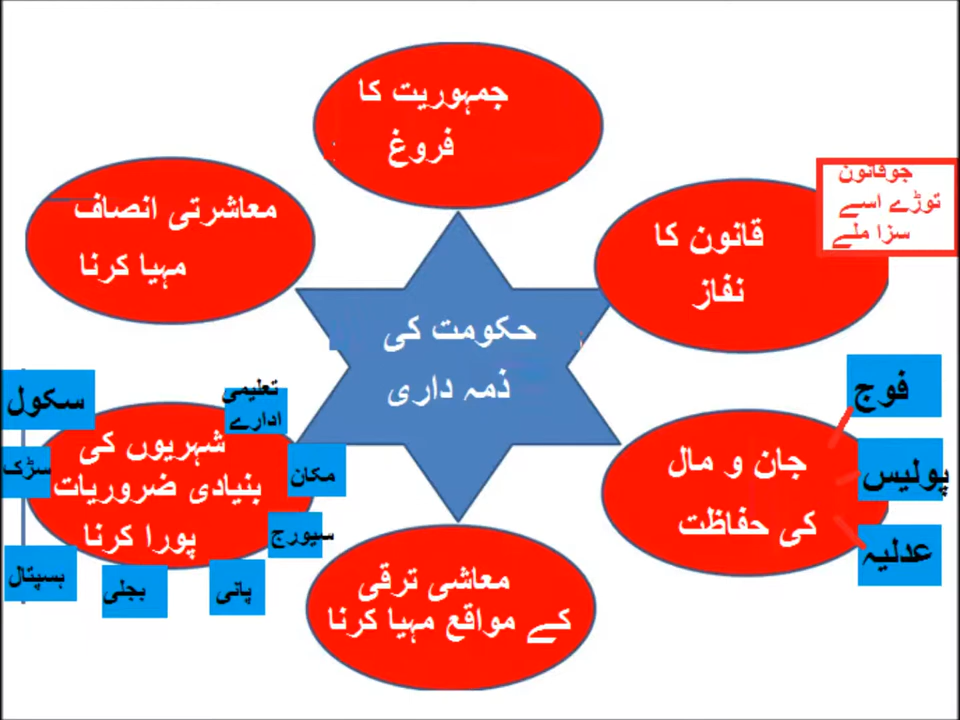 جمہوریت کا
فروغ
جوقانون
توڑے اسے
سزا ملے
قانون کا
نفاز
معاشرتی انصاف
مہیا کرنا
حکومت کی
ذمہ داری
فوج
پولیس
عدلیہ
جان و مال
کی حفاظت
تعلیمی
ادارے
سکول
شہریوں کی
بنیادی ضروریات
پورا کرنا
سڑک
مکان
سیورج
ہسپتال
بجلی
پانی
معاشی ترقی
کے مواقع مہیا کرنا